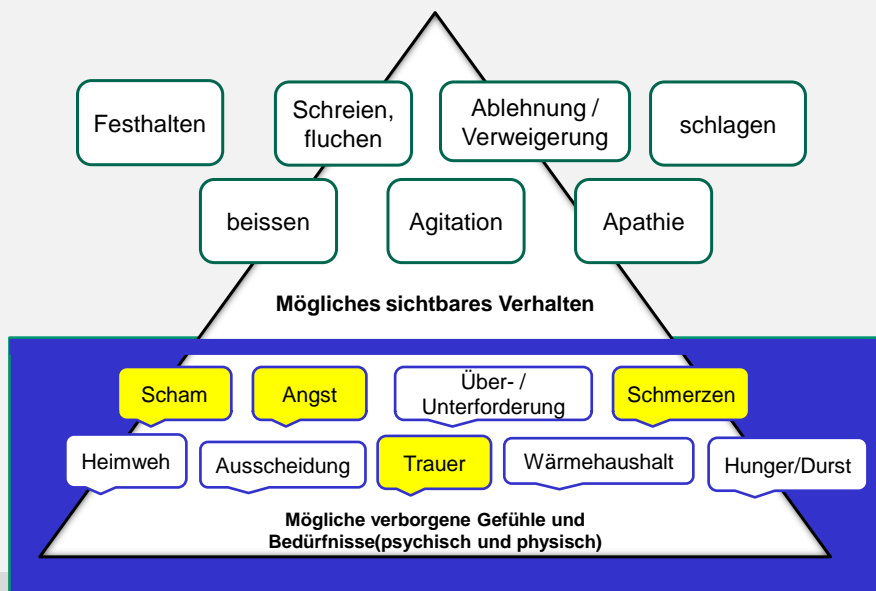 Festhalten
Schreien,
fluchen
Ablehnung /
Verweigerung
schlagen
beissen
Agitation
Apathie
Mögliches sichtbares Verhalten
Scham
Angst
Über- /
Unterforderung
Schmerzen
Heimweh
Ausscheidung
Trauer
Wärmehaushalt
Hunger/Durst
Mögliche verborgene Gefühle und
Bedürfnisse(psychisch und physisch)